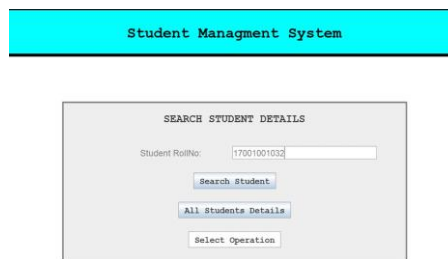 Student Managment System
SEARCH STUDENT DETAILS
Student RollNo: 17001001032
Search Student
All Students Details
Select Operation